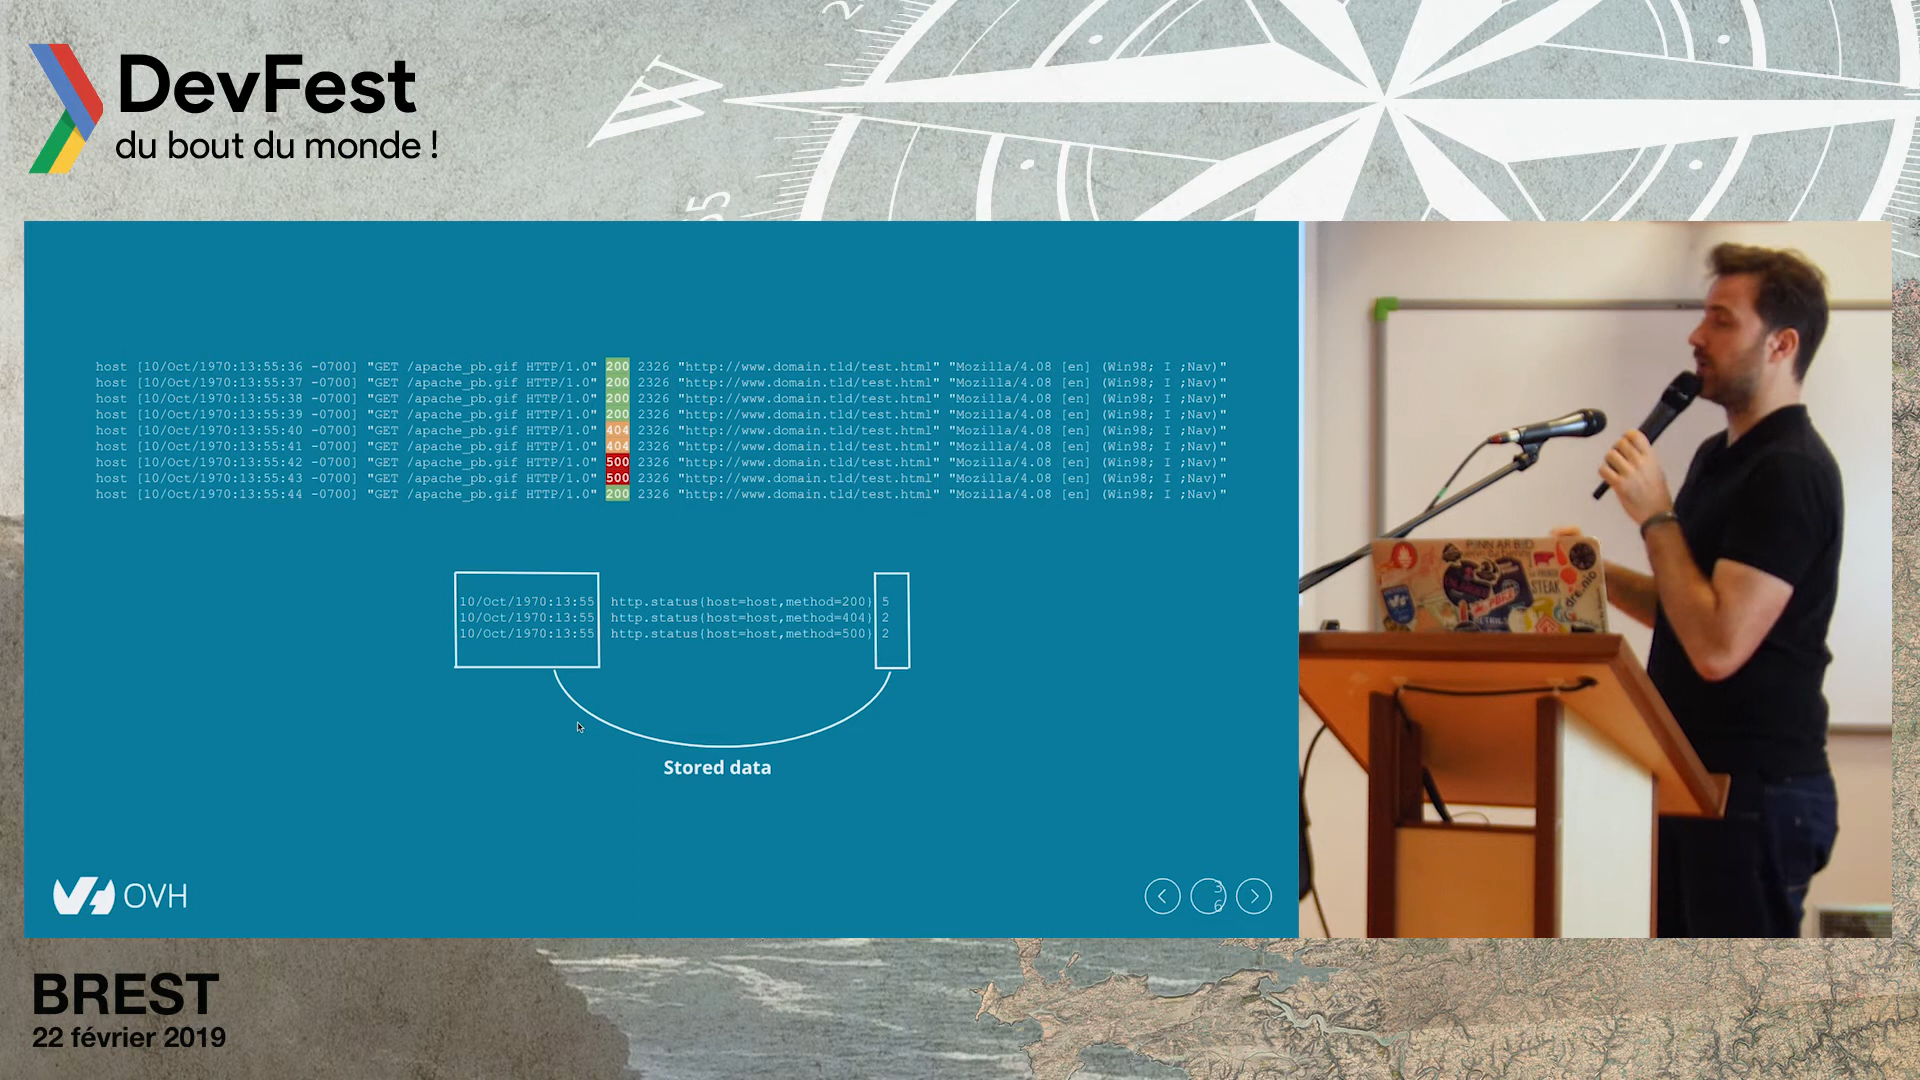 DevFest
du bout du monde !
W
host [10/Oct/1970:13:55:36 -0700] "GET /apache_pb.gif HTTP/1.0" 200 2326 "http://www.domain.tld/test.html" "Mozilla/4.08 [en] (Win98; I ;Nav)"
host [10/Oct/1970:13:55:37 -0700] "GET /apache_pb.gif HTTP/1.0" 200 2326 "http://www.domain.tld/test.html" "Mozilla/4.08 [en] (Win98; I ;Nav)"
host [10/Oct/1970:13:55:38 -0700] "GET /apache_pb.gif HTTP/1.0" 200 2326 "http://www.domain.tld/test.html" "Mozilla/4.08 [en] (Win98; I ;Nav)"
host [10/Oct/1970:13:55:39 -0700] "GET /apache_pb.gif HTTP/1.0" 200 2326 "http://www.domain.tld/test.html" "Mozilla/4.08 [en] (Win98; I ;Nav)"
host [10/Oct/1970:13:55:40 -0700] "GET /apache_pb.gif HTTP/1.0" 404 2326 "http://www.domain.tld/test.html" "Mozilla/4.08 [en] (Win98; I ;Nav)"
host [10/Oct/1970:13:55:41 -0700] "GET /apache_pb.gif HTTP/1.0" 404 2326 "http://www.domain.tld/test.html" "Mozilla/4.08 [en] (Win98; I ;Nav)"
host [10/Oct/1970:13:55:42 -0700] "GET /apache_pb.gif HTTP/1.0" 500 2326 "http://www.domain.tld/test.html" "Mozilla/4.08 [en] (Win98; I ;Nav)"
host [10/Oct/1970:13:55:43 -0700] "GET /apache_pb.gif HTTP/1.0" 500 2326 "http://www.domain.tld/test.html" "Mozilla/4.08 [en] (Win98; I ;Nav)"
host [10/Oct/1970:13:55:44 -0700] "GET /apache_pb.gif HTTP/1.0" 200 2326 "http://www.domain.tld/test.html" "Mozilla/4.08 [en] (Win98; I ;Nav)"
10/Oct/1970:13:55 http.status{host=host,method=200} 5
10/Oct/1970:13:55 http.status{host=host,method=404} 2
10/Oct/1970:13:55 http.status{host=host,method=500} 2
Stored data
OVH
36
PINN AR BED
STEAK
BREST
22 février 2019